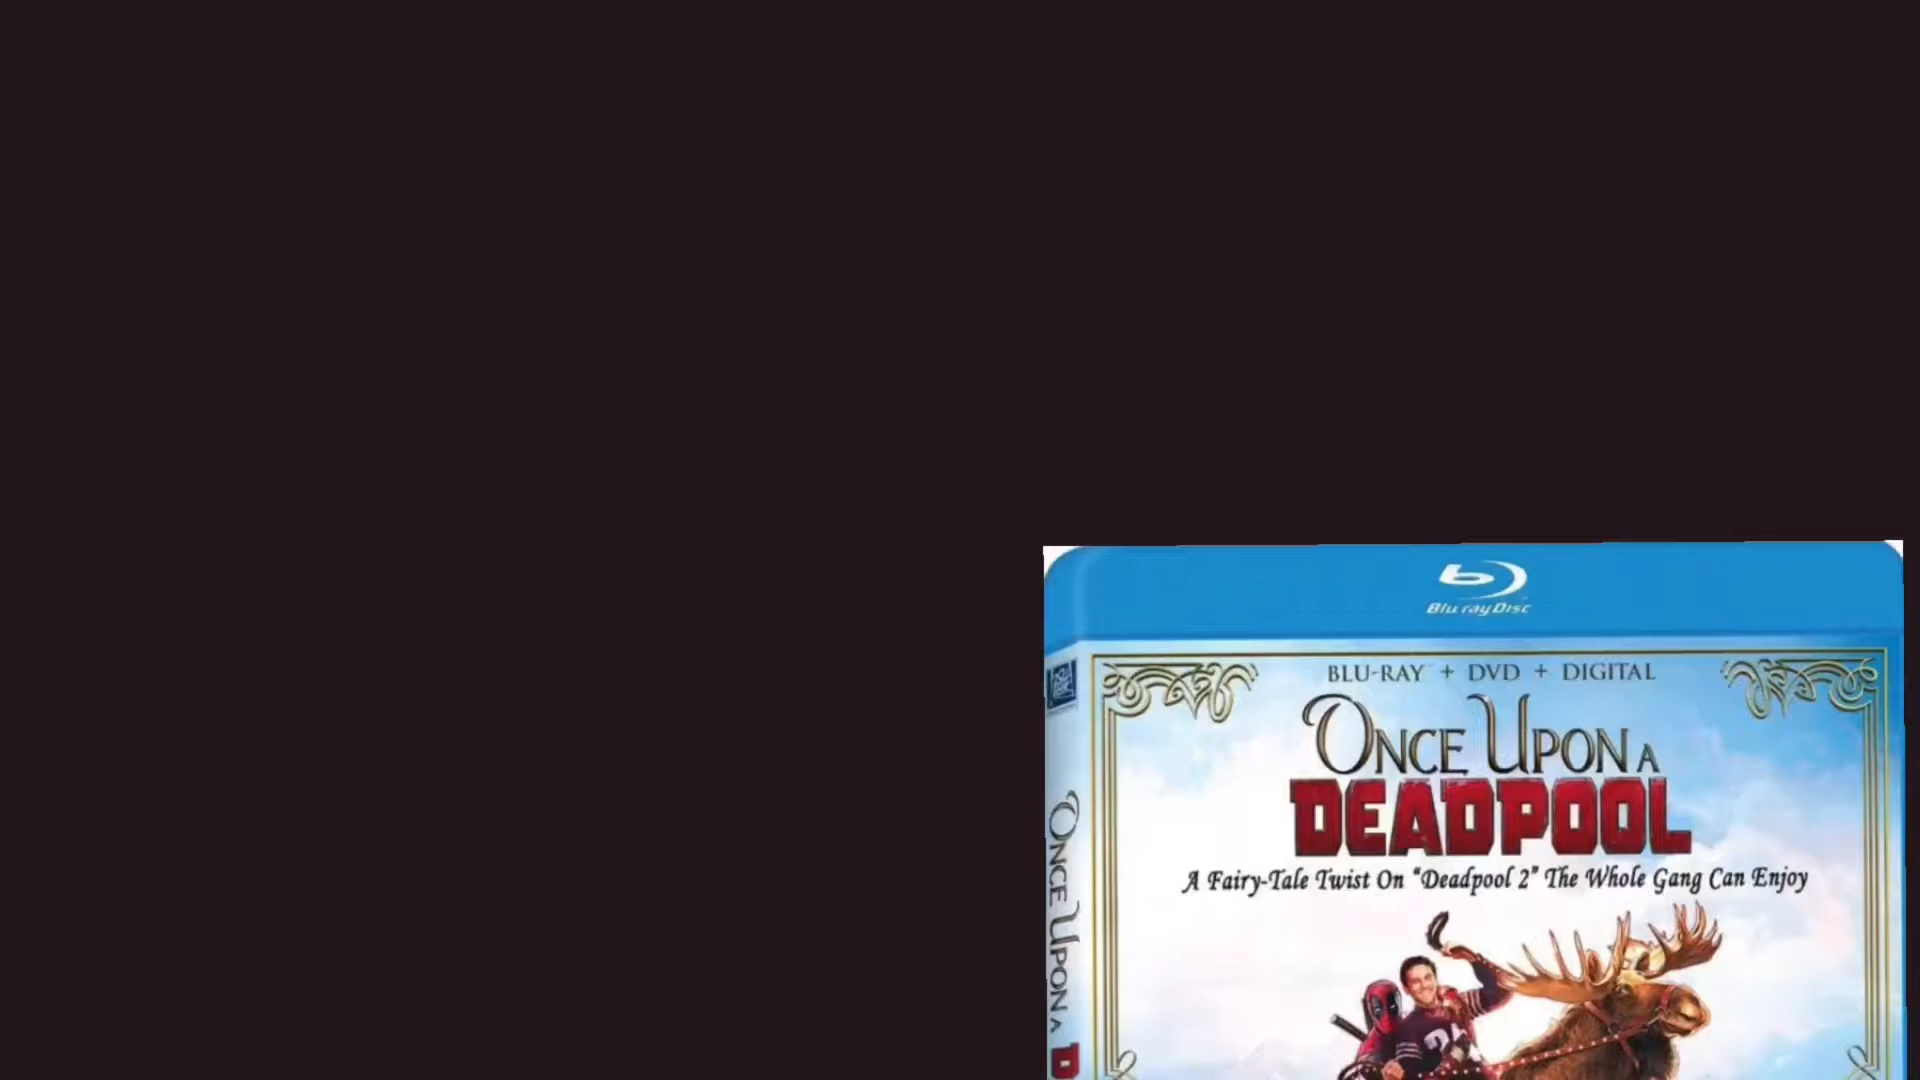 Blu-ray Disc
BLU-RAY™ + DVD + DIGITAL
ONCE UPON A
DEADPOOL
A Fairy-Tale Twist On “Deadpool 2” The Whole Gang Can Enjoy
ONCE UPON A D